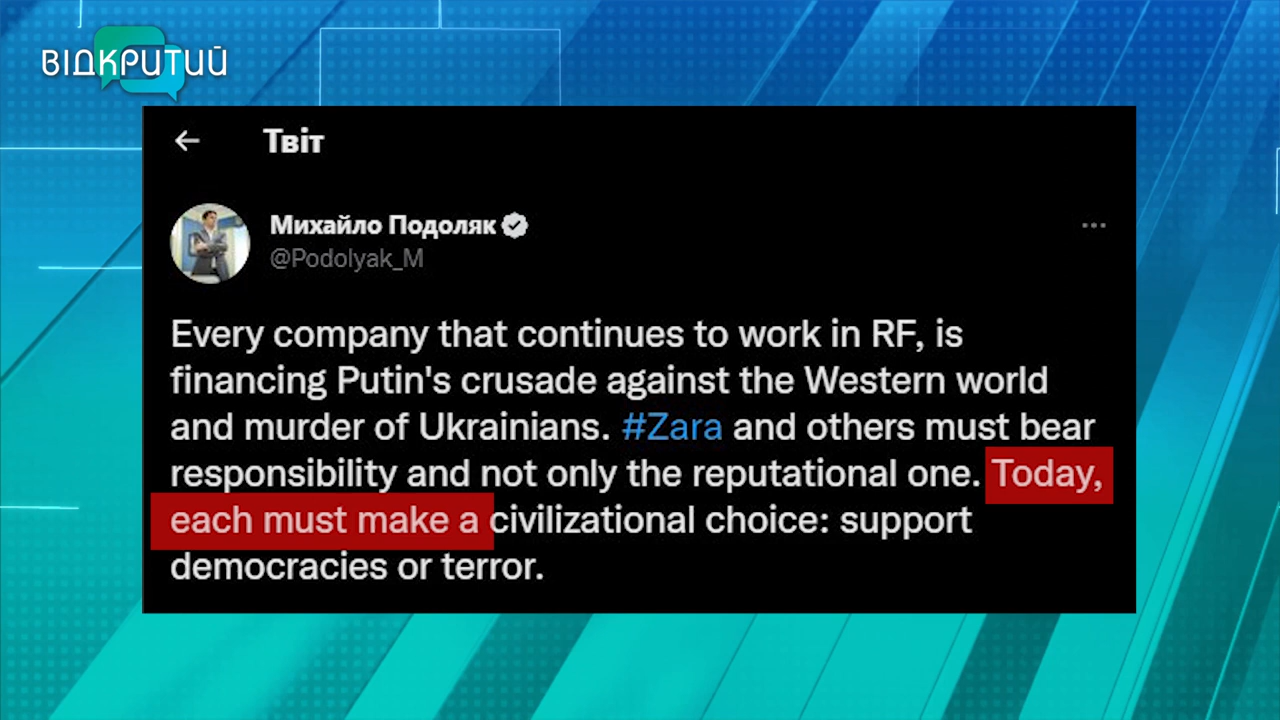 ВІДКРИТИЙ
Твіт
Михайло Подоляк
@Podolyak_M
Every company that continues to work in RF, is
financing Putin's crusade against the Western world
and murder of Ukrainians. #Zara and others must bear
responsibility and not only the reputational one. Today,
each must make a civilizational choice: support
democracies or terror.